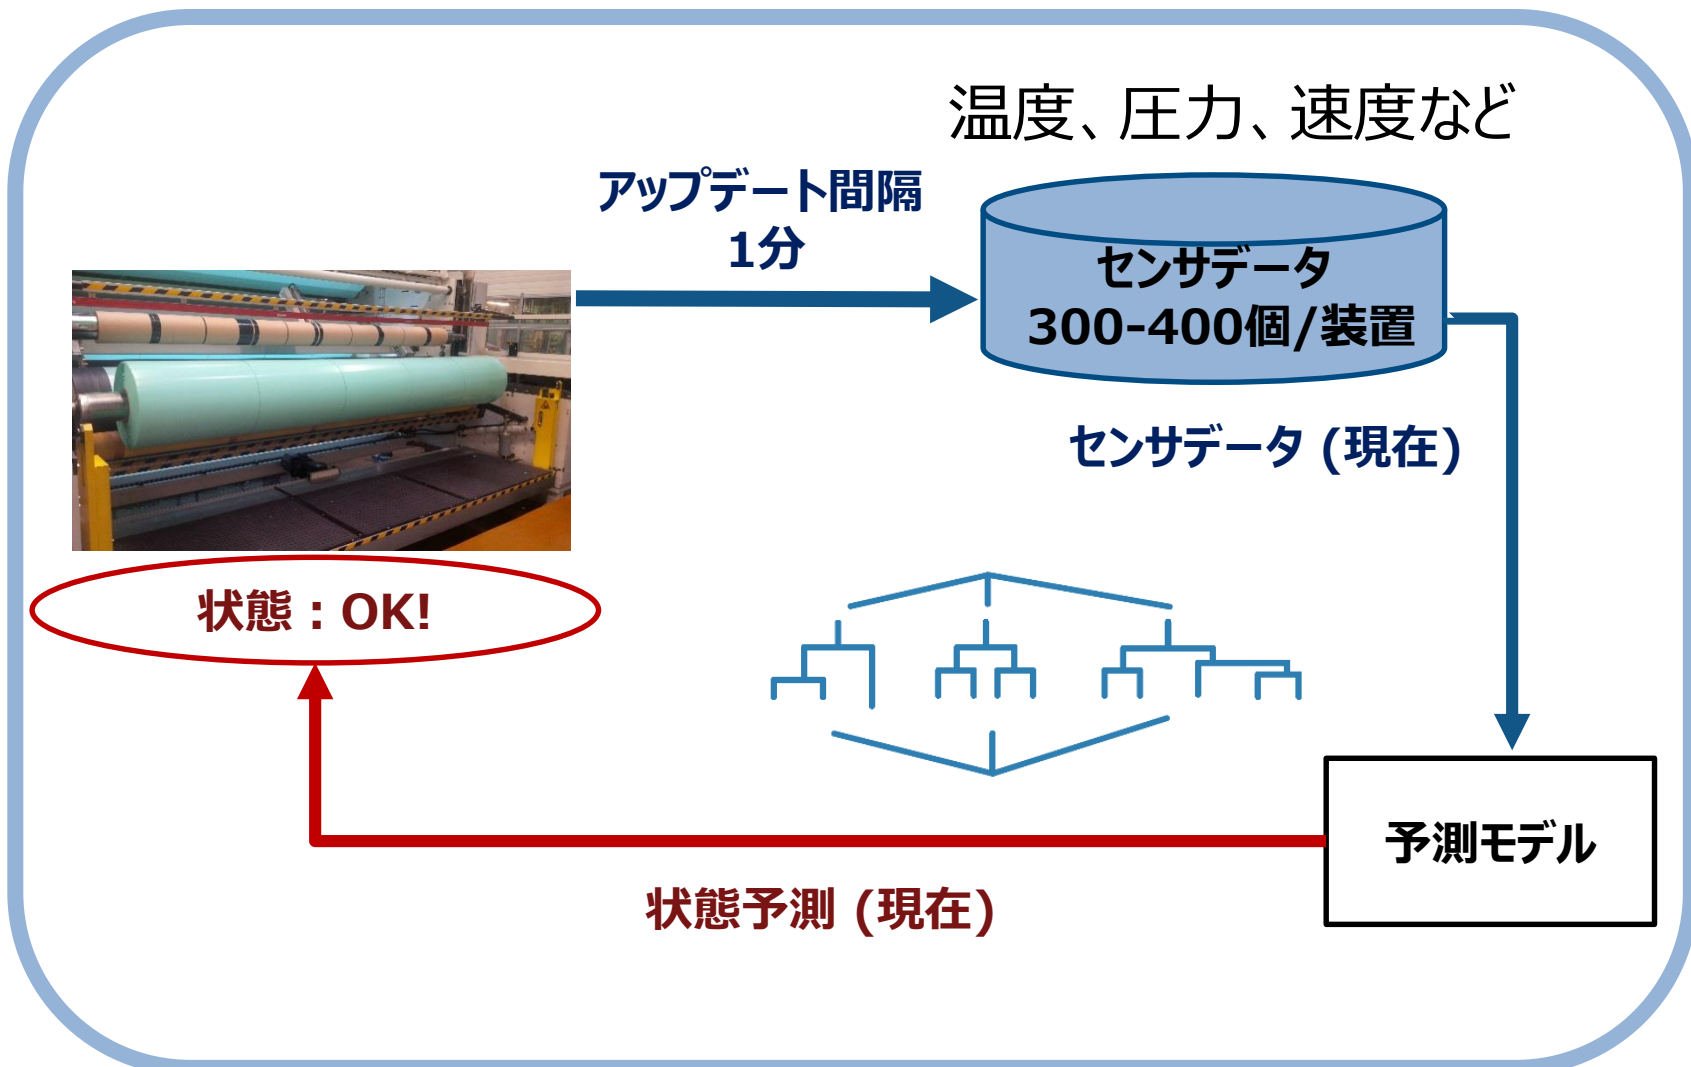 温度、圧力、速度など
アップデート間隔
1分
センサデータ
300-400個/装置
センサデータ (現在)
状態：OK!
予測モデル
状態予測 (現在)